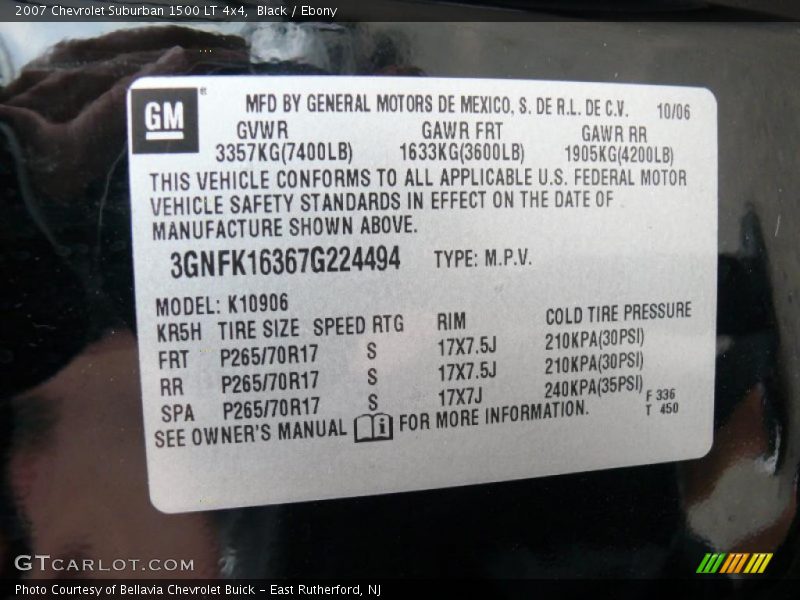 2007 Chevrolet Suburban 1500 LT 4x4, Black / Ebony
GM ®
MFD BY GENERAL MOTORS DE MEXICO, S. DE R.L. DE C.V. 10/06
GVWR GAWR FRT GAWR RR
3357KG(7400LB) 1633KG(3600LB) 1905KG(4200LB)
THIS VEHICLE CONFORMS TO ALL APPLICABLE U.S. FEDERAL MOTOR
VEHICLE SAFETY STANDARDS IN EFFECT ON THE DATE OF
MANUFACTURE SHOWN ABOVE.
3GNFK16367G224494 TYPE: M.P.V.
MODEL: K10906
KR5H TIRE SIZE SPEED RTG RIM COLD TIRE PRESSURE
FRT P265/70R17 S 17X7.5J 210KPA(30PSI)
RR P265/70R17 S 17X7.5J 210KPA(30PSI)
SPA P265/70R17 S 17X7J 240KPA(35PSI) F 336
T 450
SEE OWNER'S MANUAL i FOR MORE INFORMATION.
GTCARLOT.COM
Photo Courtesy of Bellavia Chevrolet Buick - East Rutherford, NJ